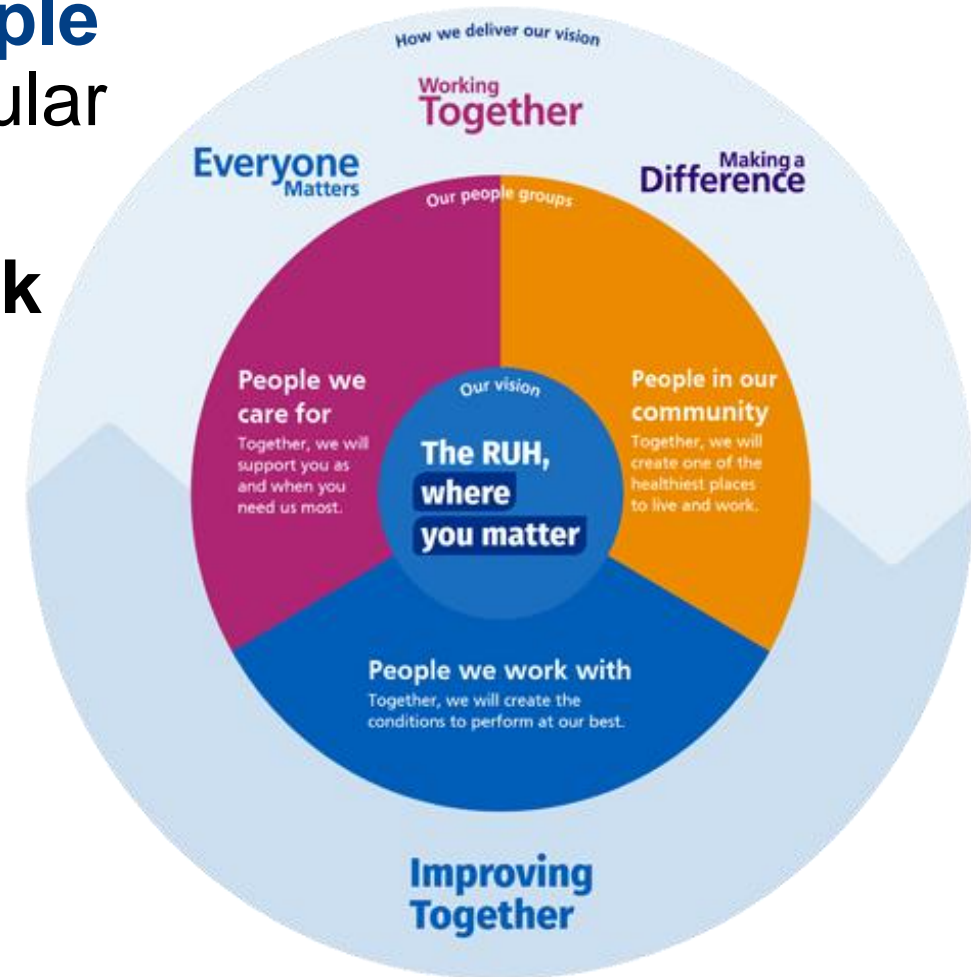 ple
ular
k
How we deliver our vision
Working
Together
Everyone
Matters
Making a
Difference
Our people groups
People we
care for
Together, we will
support you as
and when you
need us most.
People in our
community
Together, we will
create one of the
healthiest places
to live and work.
Our vision
The RUH,
where
you matter
People we work with
Together, we will create the
conditions to perform at our best.
Improving
Together